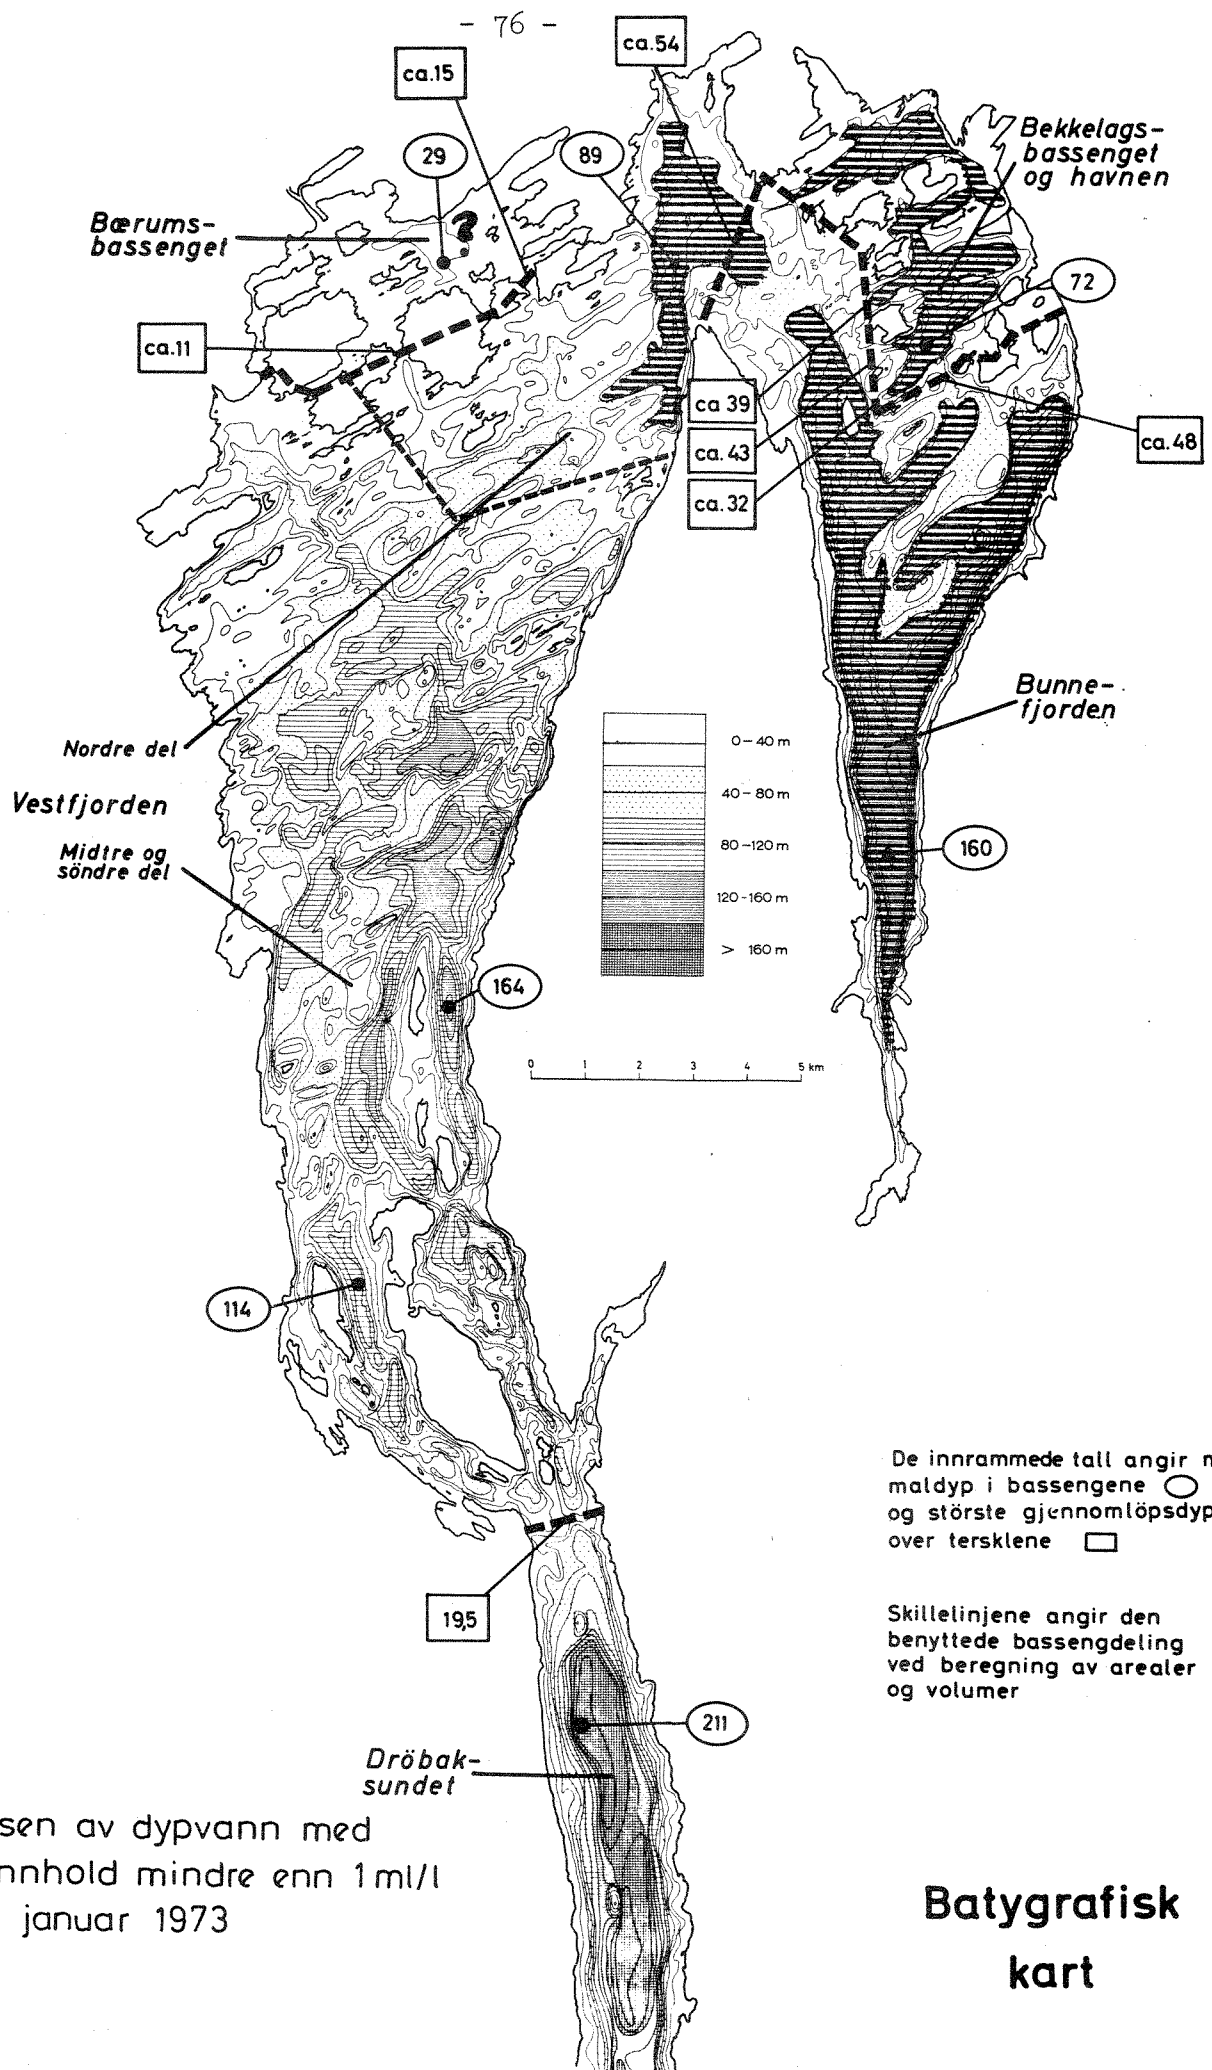 - 76 -
ca.54
ca.15
29
89
Bekkelags-
bassenget
og havnen
Bærums-
bassenget
?
72
ca.11
ca 39
ca.43
ca.48
ca.32
Bunne-
fjorden
Nordre del
Vestfjorden
Midtre og
söndre del
0-40 m
40-80 m
80-120 m
120-160 m
> 160 m
160
164
0 1 2 3 4 5 km
114
De innrammede tall angir
maldyp i bassengene
og störste gjennomlöpsdyp
over tersklene
19,5
Skillelinjene angir den
benyttede bassengdeling
ved beregning av arealer
og volumer
211
Dröbak-
sundet
sen av dypvann med
nnhold mindre enn 1 ml/l
januar 1973
Batygrafisk
kart